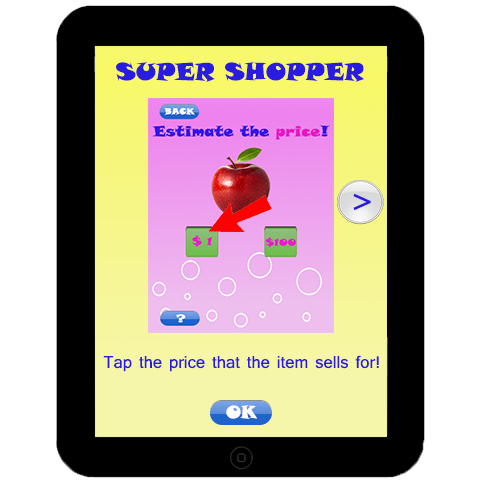 SUPER SHOPPER
BACK
Estimate the price!
$ 1
$100
>
?
Tap the price that the item sells for!
OK